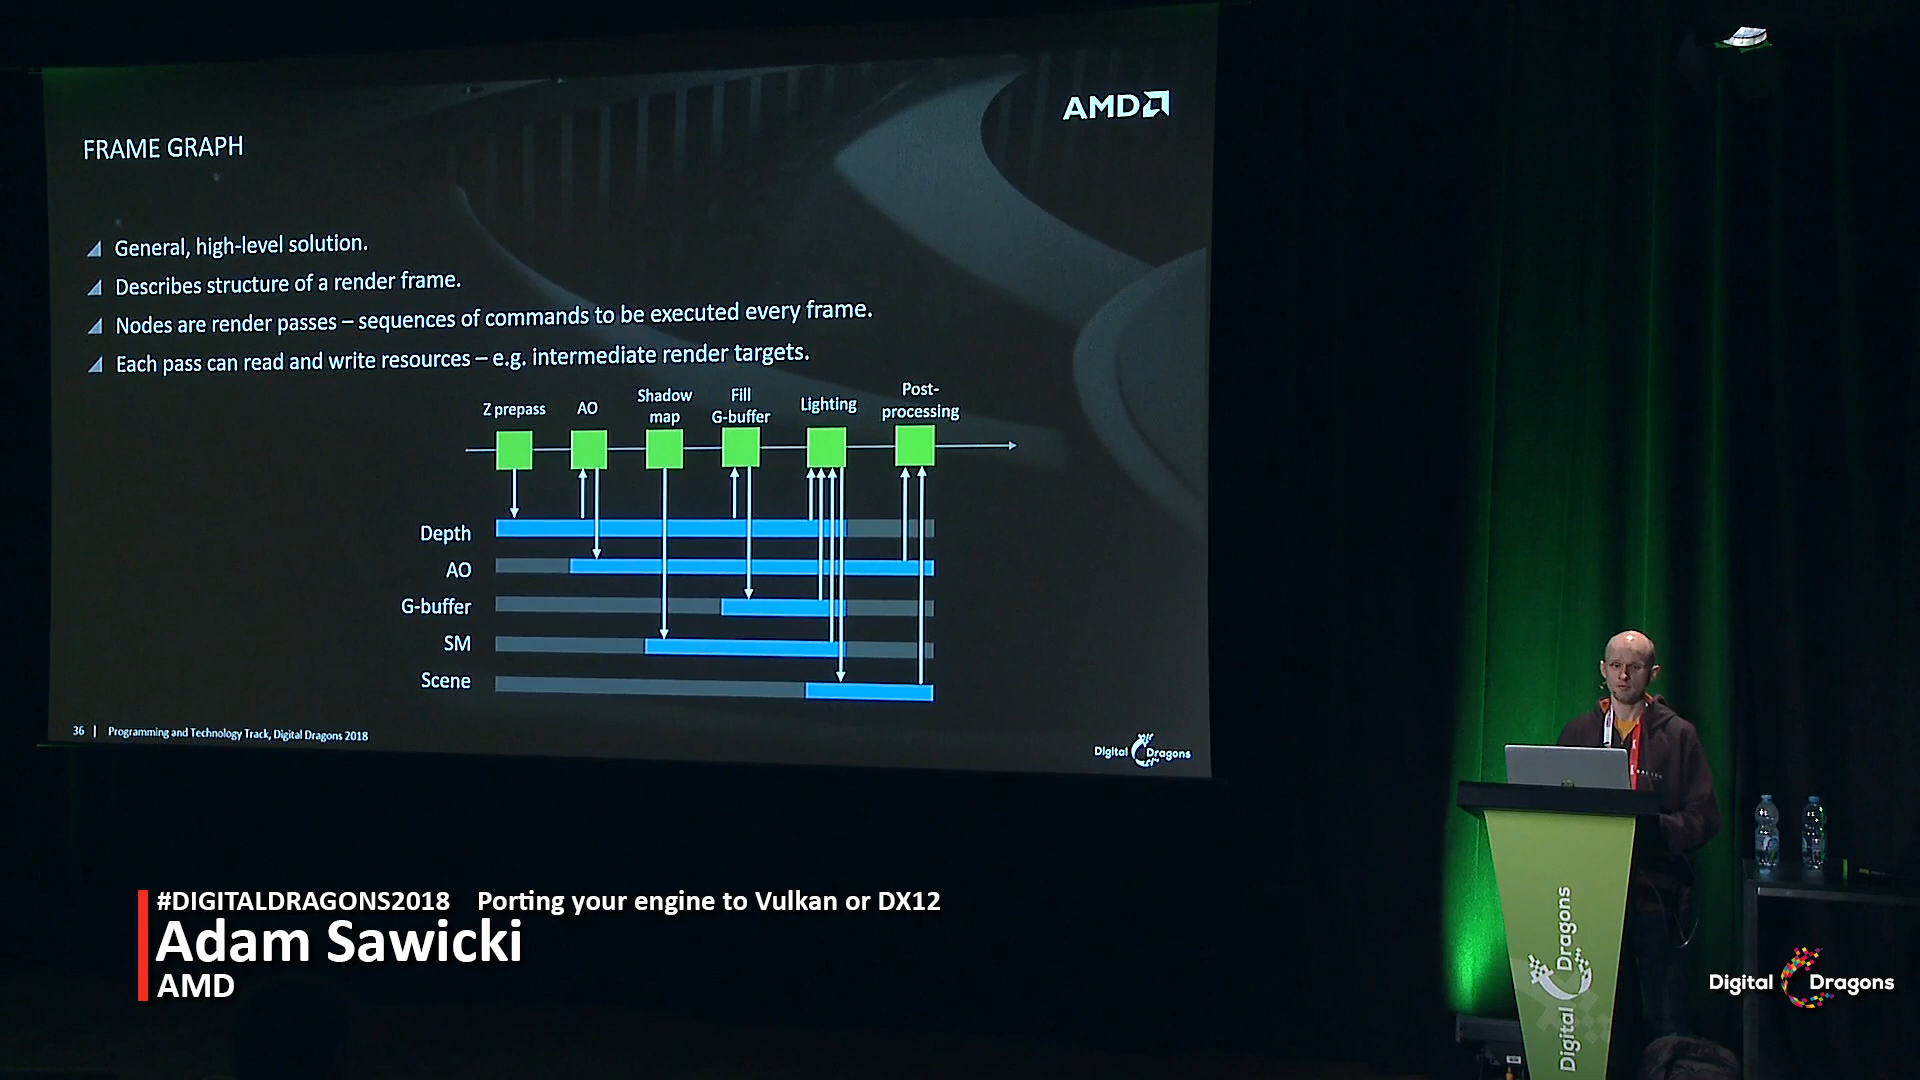 AMD
FRAME GRAPH
General, high-level solution.
Describes structure of a render frame.
Nodes are render passes – sequences of commands to be executed every frame.
Each pass can read and write resources – e.g. intermediate render targets.
Z prepass
AO
Shadow
map
Fill
G-buffer
Lighting
Post-
processing
Depth
AO
G-buffer
SM
Scene
36 | Programming and Technology Track, Digital Dragons 2018
Digital Dragons
#DIGITALDRAGONS2018 Porting your engine to Vulkan or DX12
Adam Sawicki
AMD
Digital Dragons
Digital Dragons